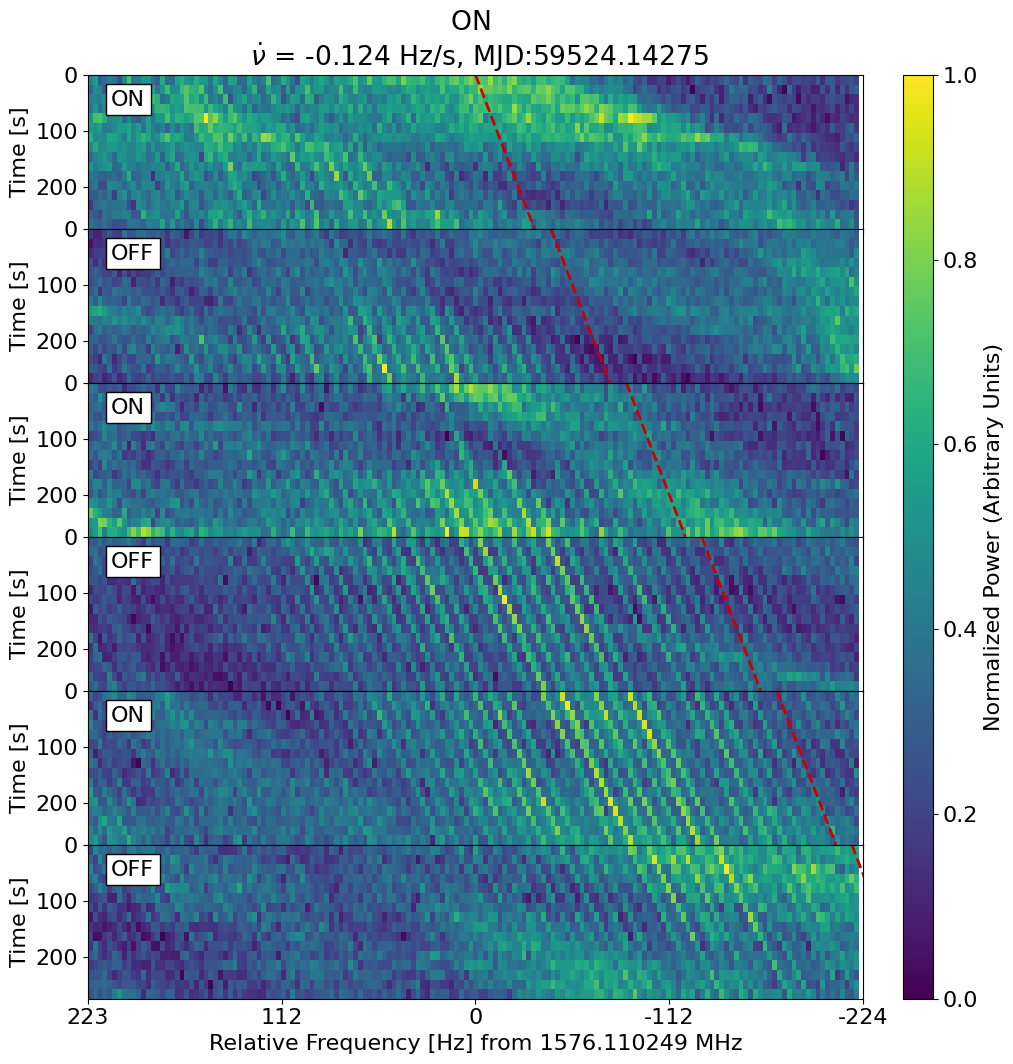 ON
ν̇ = -0.124 Hz/s, MJD:59524.14275
0
ON
100
Time [s]
200
0
OFF
100
Time [s]
200
0
ON
100
Time [s]
200
0
OFF
100
Time [s]
200
0
ON
100
Time [s]
200
0
OFF
100
Time [s]
200
223 112 0 -112 -224
Relative Frequency [Hz] from 1576.110249 MHz
1.0
0.8
0.6
0.4
0.2
0.0
Normalized Power (Arbitrary Units)